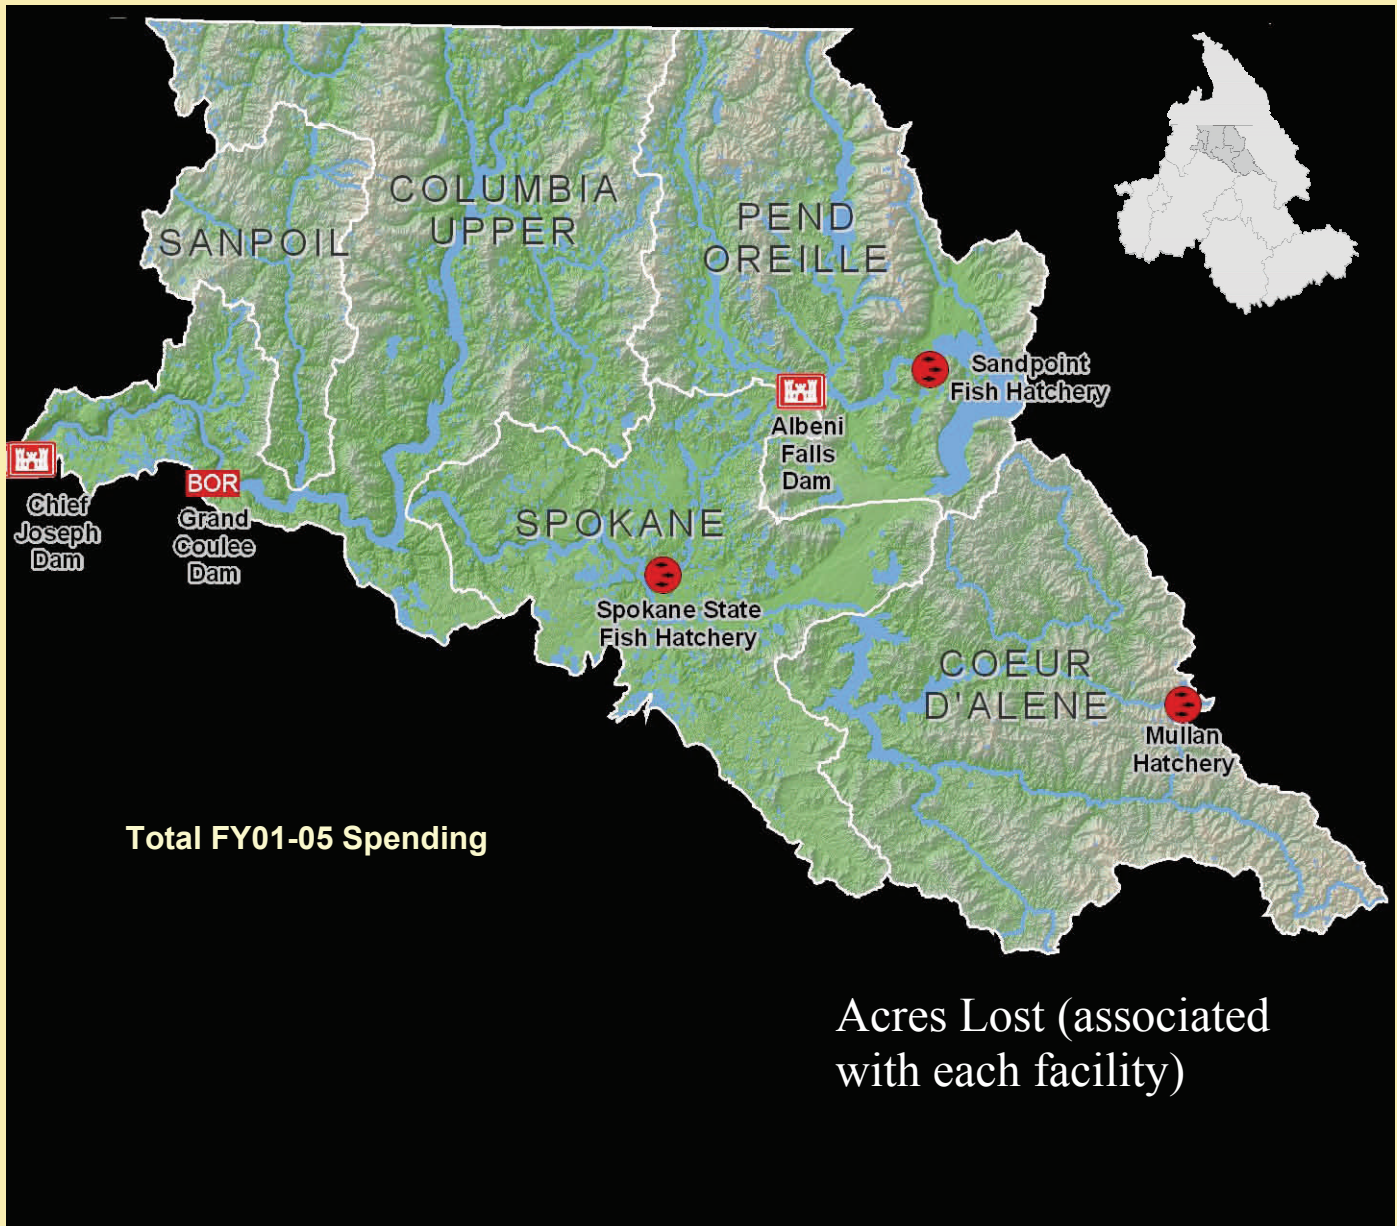 COLUMBIA
UPPER
SANPOIL
PEND
OREILLE
Sandpoint
Fish Hatchery
Albeni
Falls
Dam
BOR
Chief
Joseph
Dam
Grand
Coulee
Dam
SPOKANE
Spokane State
Fish Hatchery
COEUR
D'ALENE
Mullan
Hatchery
Total FY01-05 Spending
Acres Lost (associated
with each facility)